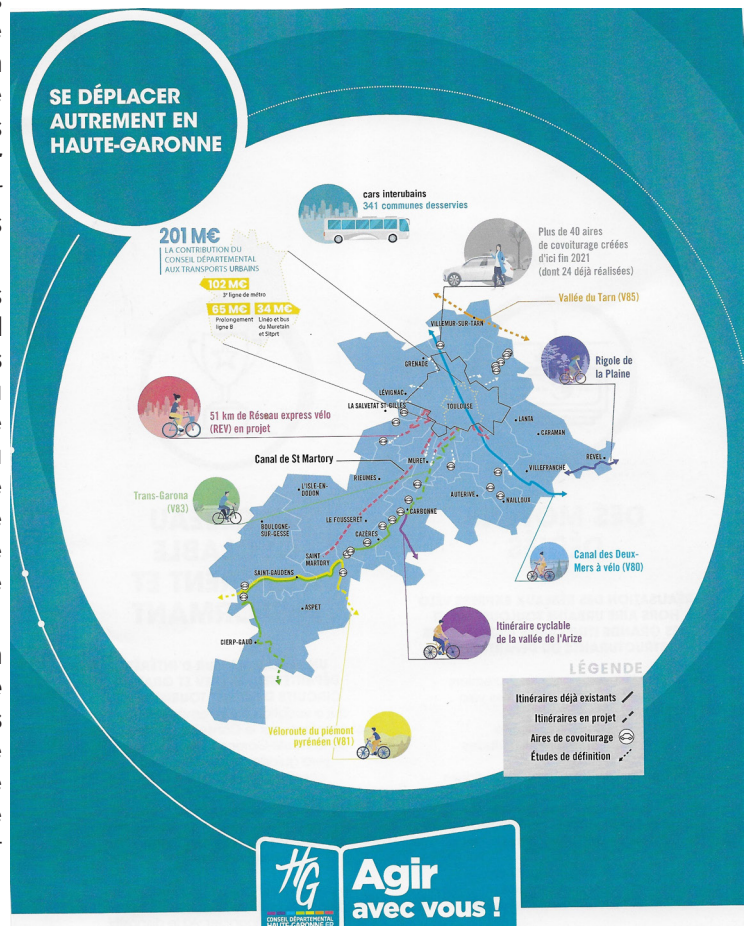 SE DÉPLACER
AUTREMENT EN
HAUTE-GARONNE
cars interubains
341 communes desservies
201 M€
LA CONTRIBUTION DU
CONSEIL DÉPARTEMENTAL
AUX TRANSPORTS URBAINS
102 M€
3e ligne de métro
65 M€
Prolongement
ligne B
34 M€
Linéo et bus
du Muretain
et Sitprt
Plus de 40 aires
de covoiturage créées
d'ici fin 2021
(dont 24 déjà réalisées)
Vallée du Tarn (V85)
VILLEMUR-SUR-TARN
GRENADE
Rigole de
la Plaine
LÉVIGNAC
LA SALVETAT ST-GILLES
TOULOUSE
51 km de Réseau express vélo
(REV) en projet
LANTA
CARAMAN
Canal de St Martory
MURET
REVEL
VILLEFRANCHE
RIEUMES
L'ISLE-EN-
DODON
Trans-Garona
(V83)
AUTERIVE
NAILLOUX
CARBONNE
BOULOGNE-
SUR-GESSE
LE FOUSSERET
CAZÈRES
SAINT
MARTORY
SAINT-GAUDENS
Canal des Deux-
Mers à vélo (V80)
ASPET
CIERP-GAUD
Itinéraire cyclable
de la vallée de l'Arize
LÉGENDE
Itinéraires déjà existants
Itinéraires en projet
Aires de covoiturage
Études de définition
Véloroute du piémont
pyrénéen (V81)
HG
CONSEIL DÉPARTEMENTAL
HAUTE-GARONNE.FR
Agir
avec vous !